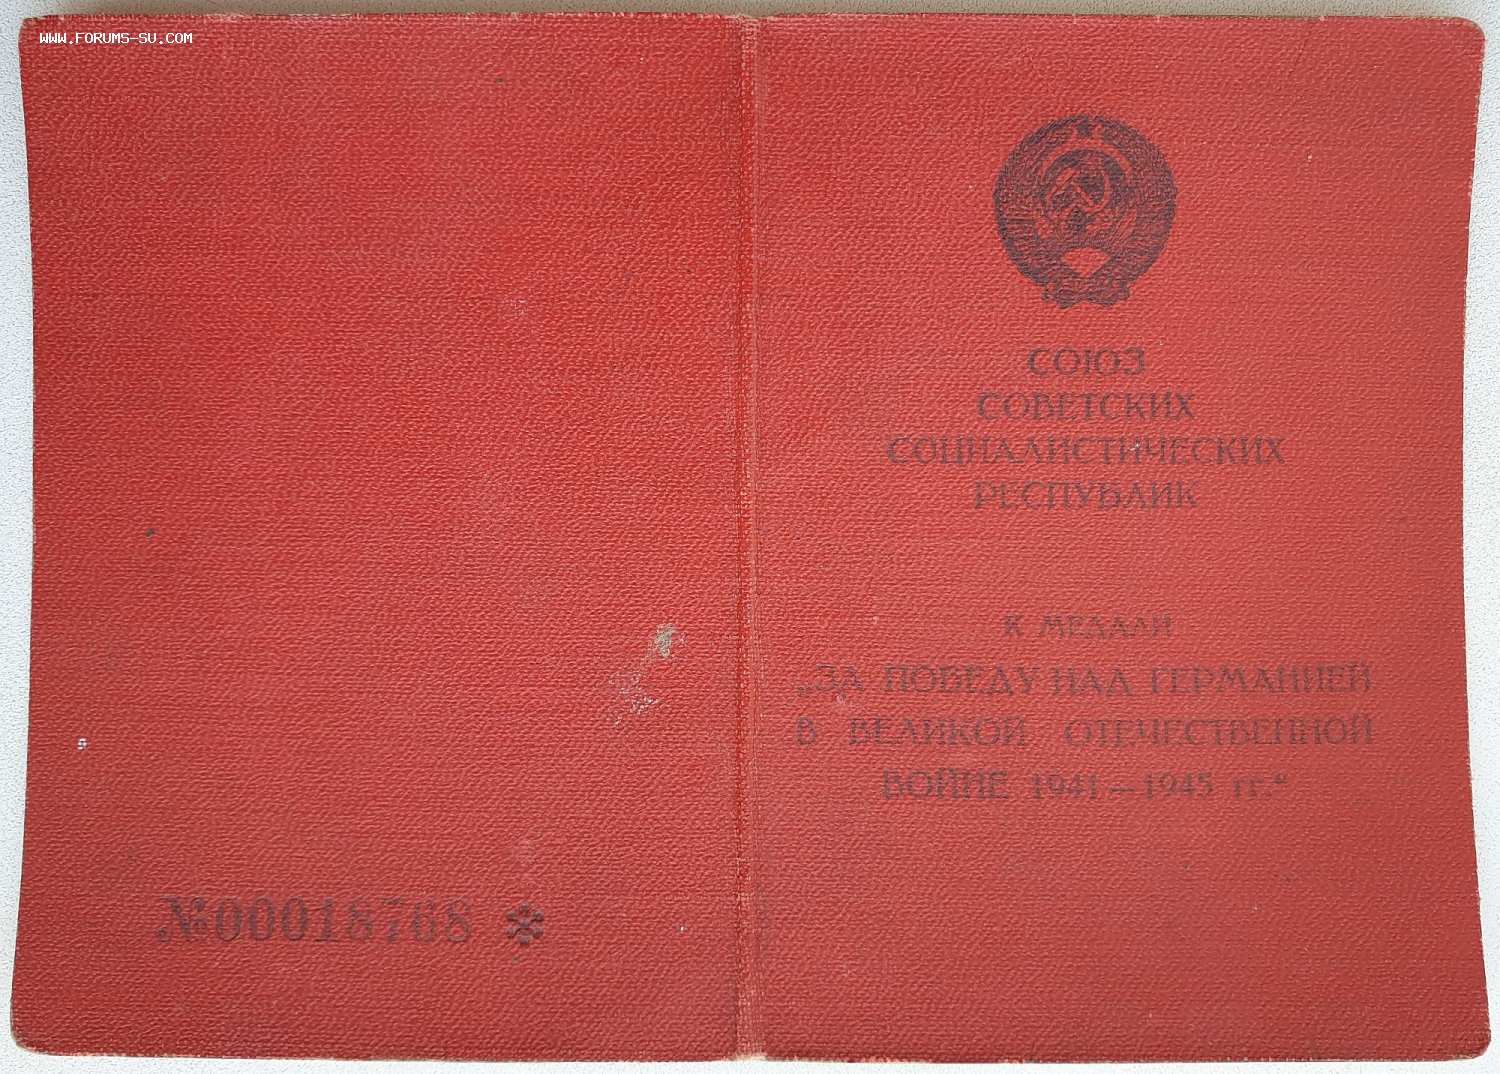 WWW.FORUMS-SU.COM
СОЮЗ
СОВЕТСКИХ
СОЦИАЛИСТИЧЕСКИХ
РЕСПУБЛИК
К МЕДАЛИ
„ЗА ПОБЕДУ НАД ГЕРМАНИЕЙ
В ВЕЛИКОЙ ОТЕЧЕСТВЕННОЙ
ВОЙНЕ 1941—1945 гг.“
№00018768 *